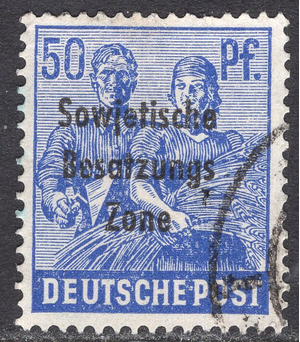 50 Pf.
Sowjetische
Besatzungs
Zone
DEUTSCHE POST